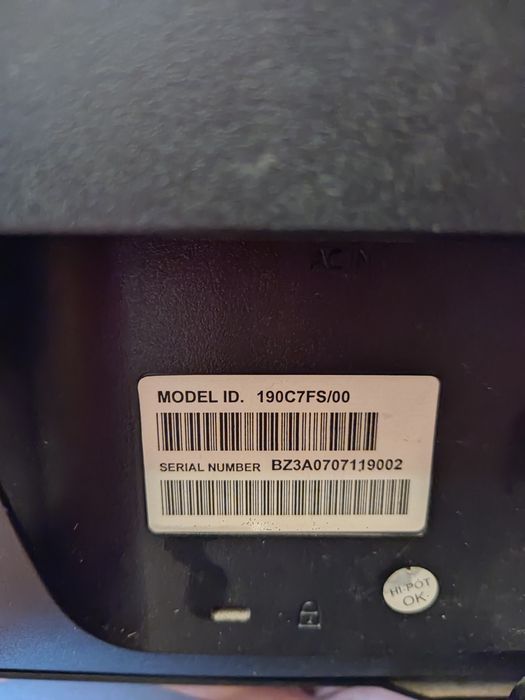 AC IN
MODEL ID. 190C7FS/00
SERIAL NUMBER BZ3A0707119002
HI-POT
OK